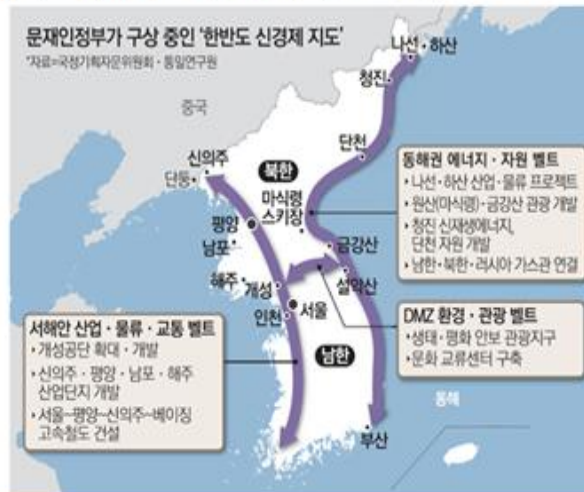 문재인정부가 구상 중인 ‘한반도 신경제 지도’
*자료=국정기획자문위원회·통일연구원
나선
하산
청진
중국
단천
신의주
단둥
북한
마식령
스키장
평양
남포
금강산
해주
개성
설악산
서울
인천
남한
동해
부산
동해권 에너지·자원 벨트
▸나선·하산 산업·물류 프로젝트
▸원산(마식령)·금강산 관광 개발
▸청진 신재생에너지,
단천 자원 개발
▸남한·북한·러시아 가스관 연결
DMZ 환경·관광 벨트
▸생태·평화 안보 관광지구
▸문화 교류센터 구축
서해안 산업·물류·교통 벨트
▸개성공단 확대·개발
▸신의주·평양·남포·해주
산업단지 개발
▸서울~평양~신의주~베이징
고속철도 건설